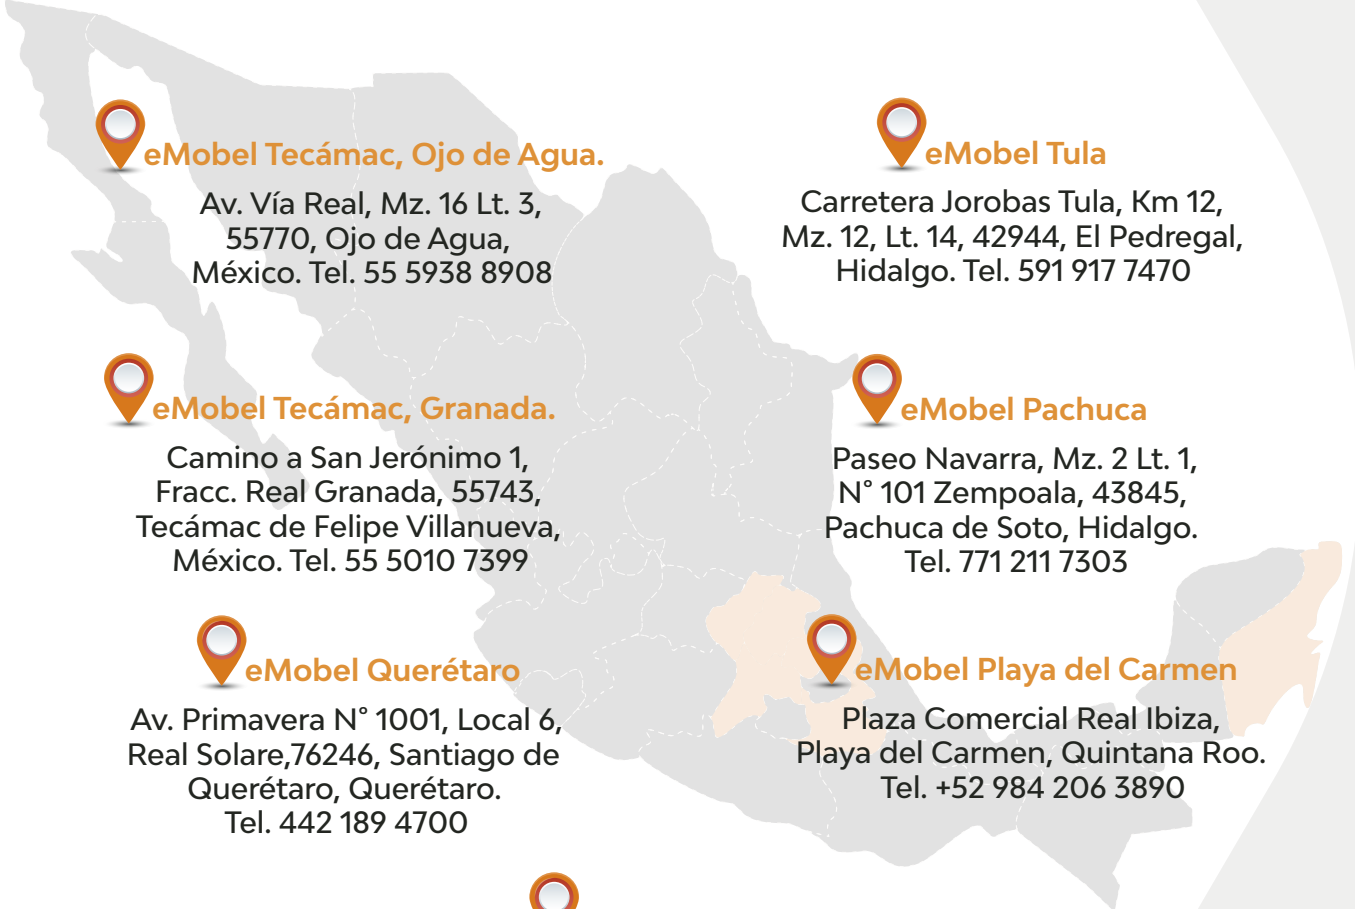 eMobel Tecámac, Ojo de Agua.
Av. Vía Real, Mz. 16 Lt. 3,
55770, Ojo de Agua,
México. Tel. 55 5938 8908
eMobel Tula
Carretera Jorobas Tula, Km 12,
Mz. 12, Lt. 14, 42944, El Pedregal,
Hidalgo. Tel. 591 917 7470
eMobel Tecámac, Granada.
Camino a San Jerónimo 1,
Fracc. Real Granada, 55743,
Tecámac de Felipe Villanueva,
México. Tel. 55 5010 7399
eMobel Pachuca
Paseo Navarra, Mz. 2 Lt. 1,
N° 101 Zempoala, 43845,
Pachuca de Soto, Hidalgo.
Tel. 771 211 7303
eMobel Querétaro
Av. Primavera N° 1001, Local 6,
Real Solare,76246, Santiago de
Querétaro, Querétaro.
Tel. 442 189 4700
eMobel Playa del Carmen
Plaza Comercial Real Ibiza,
Playa del Carmen, Quintana Roo.
Tel. +52 984 206 3890